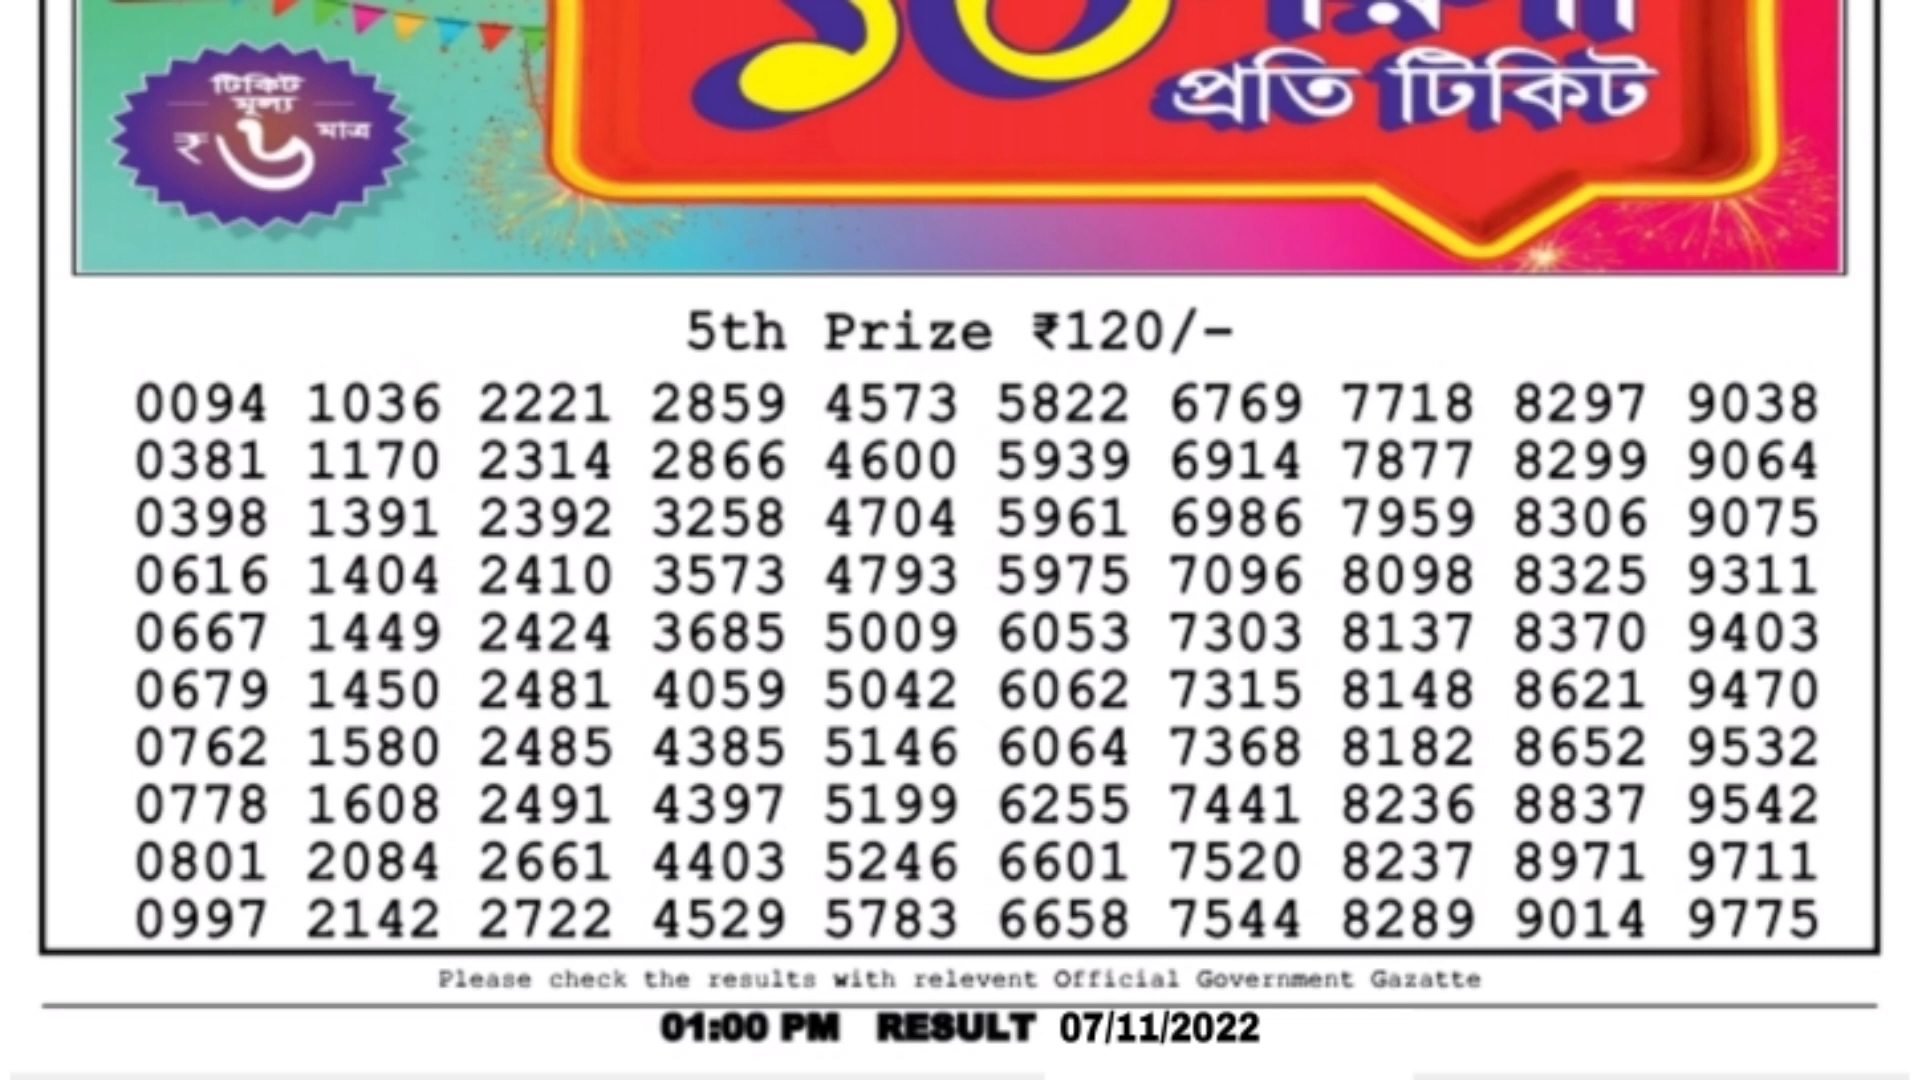 প্রতি টিকিট
টিকিট
মূল্য
₹৬ মাত্র
5th Prize ₹120/-
0094 1036 2221 2859 4573 5822 6769 7718 8297 9038
0381 1170 2314 2866 4600 5939 6914 7877 8299 9064
0398 1391 2392 3258 4704 5961 6986 7959 8306 9075
0616 1404 2410 3573 4793 5975 7096 8098 8325 9311
0667 1449 2424 3685 5009 6053 7303 8137 8370 9403
0679 1450 2481 4059 5042 6062 7315 8148 8621 9470
0762 1580 2485 4385 5146 6064 7368 8182 8652 9532
0778 1608 2491 4397 5199 6255 7441 8236 8837 9542
0801 2084 2661 4403 5246 6601 7520 8237 8971 9711
0997 2142 2722 4529 5783 6658 7544 8289 9014 9775
Please check the results with relevent Official Government Gazatte
01:00 PM RESULT 07/11/2022